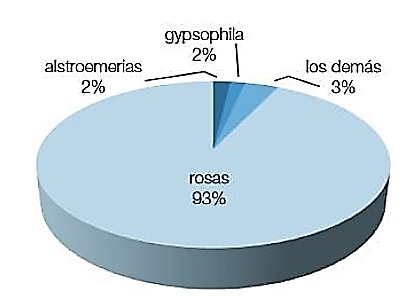 gypsophila
2%
alstroemerias
2%
los demás
3%
rosas
93%